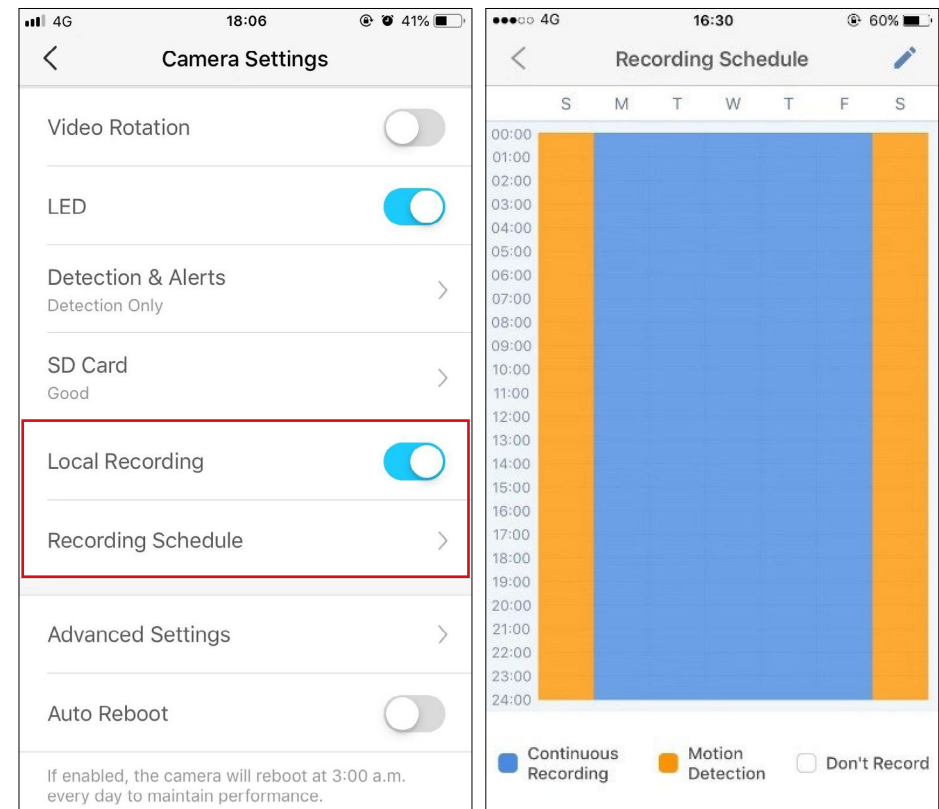 4G 18:06 41%
Camera Settings
Video Rotation
LED
Detection & Alerts
Detection Only
SD Card
Good
Local Recording
Recording Schedule
Advanced Settings
Auto Reboot
If enabled, the camera will reboot at 3:00 a.m.
every day to maintain performance.
4G 16:30 60%
Recording Schedule
S M T W T F S
00:00
01:00
02:00
03:00
04:00
05:00
06:00
07:00
08:00
09:00
10:00
11:00
12:00
13:00
14:00
15:00
16:00
17:00
18:00
19:00
20:00
21:00
22:00
23:00
24:00
Continuous
Recording
Motion
Detection
Don't Record